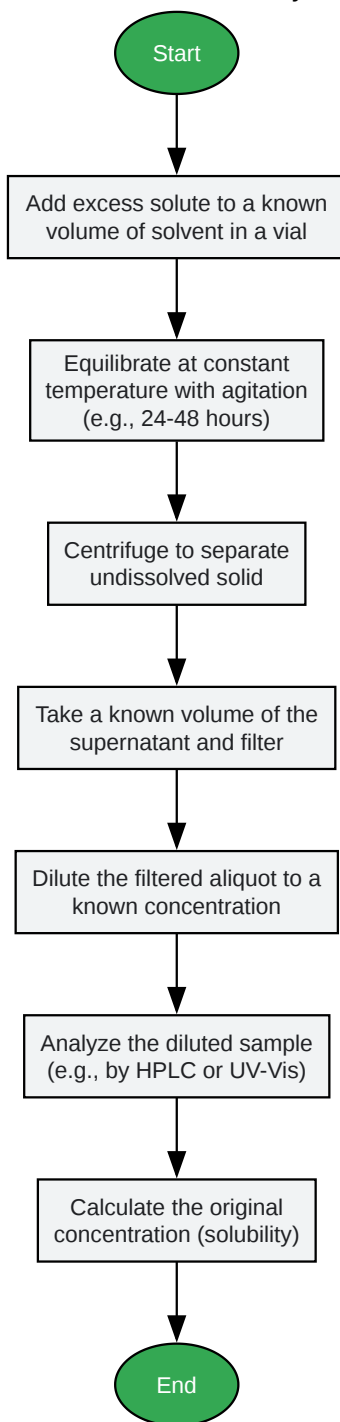 Start
Add excess solute to a known
volume of solvent in a vial
Equilibrate at constant
temperature with agitation
(e.g., 24-48 hours)
Centrifuge to separate
undissolved solid
Take a known volume of the
supernatant and filter
Dilute the filtered aliquot to a
known concentration
Analyze the diluted sample
(e.g., by HPLC or UV-Vis)
Calculate the original
concentration (solubility)
End